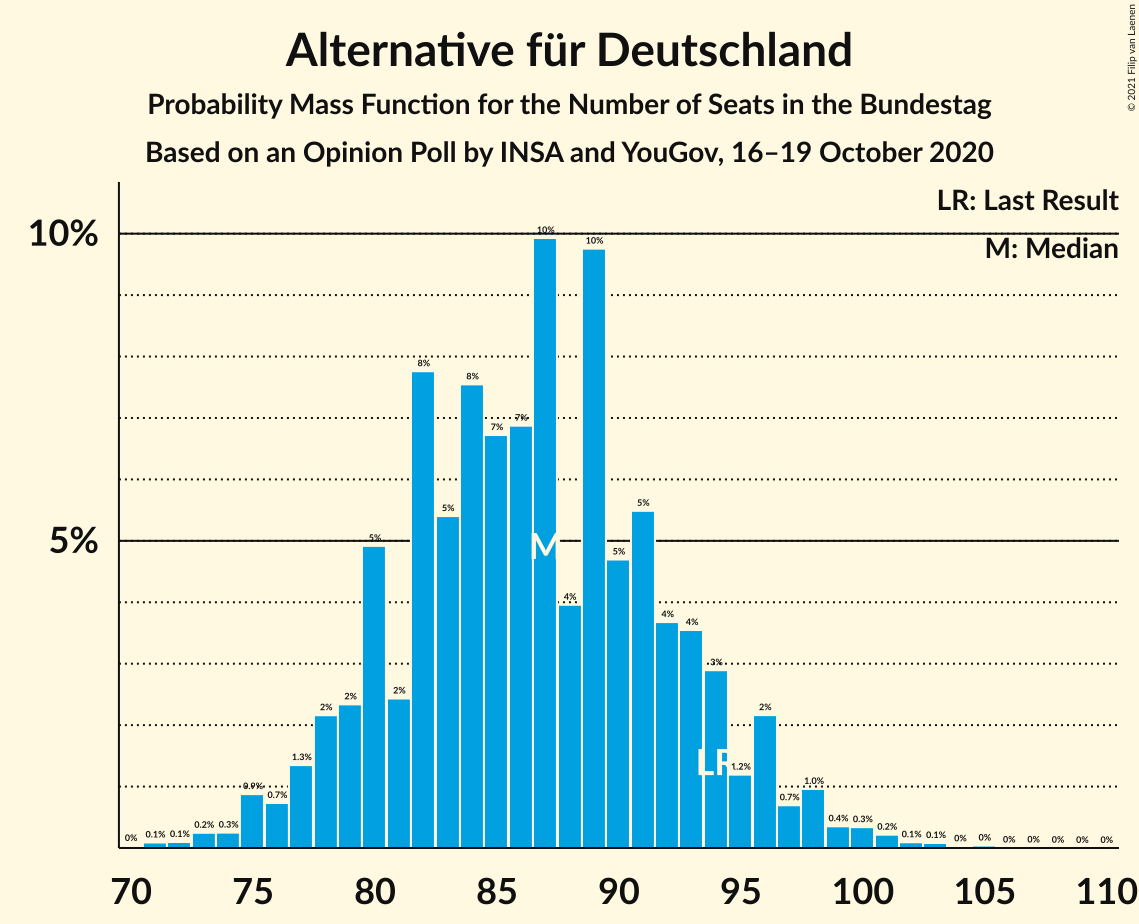 © 2021 Filip van Laenen
Alternative für Deutschland
Probability Mass Function for the Number of Seats in the Bundestag
Based on an Opinion Poll by INSA and YouGov, 16–19 October 2020
LR: Last Result
M: Median
10%
5%
0% 0.1% 0.1% 0.2% 0.3% 0.9% 0.7% 1.3% 2% 2% 5% 2% 8% 5% 8% 7% 7% 10% 4% 10% 5% 5% 4% 4% 3% 1.2% 2% 0.7% 1.0% 0.4% 0.3% 0.2% 0.1% 0.1% 0% 0% 0% 0% 0% 0% 0%
M
LR
70 75 80 85 90 95 100 105 110